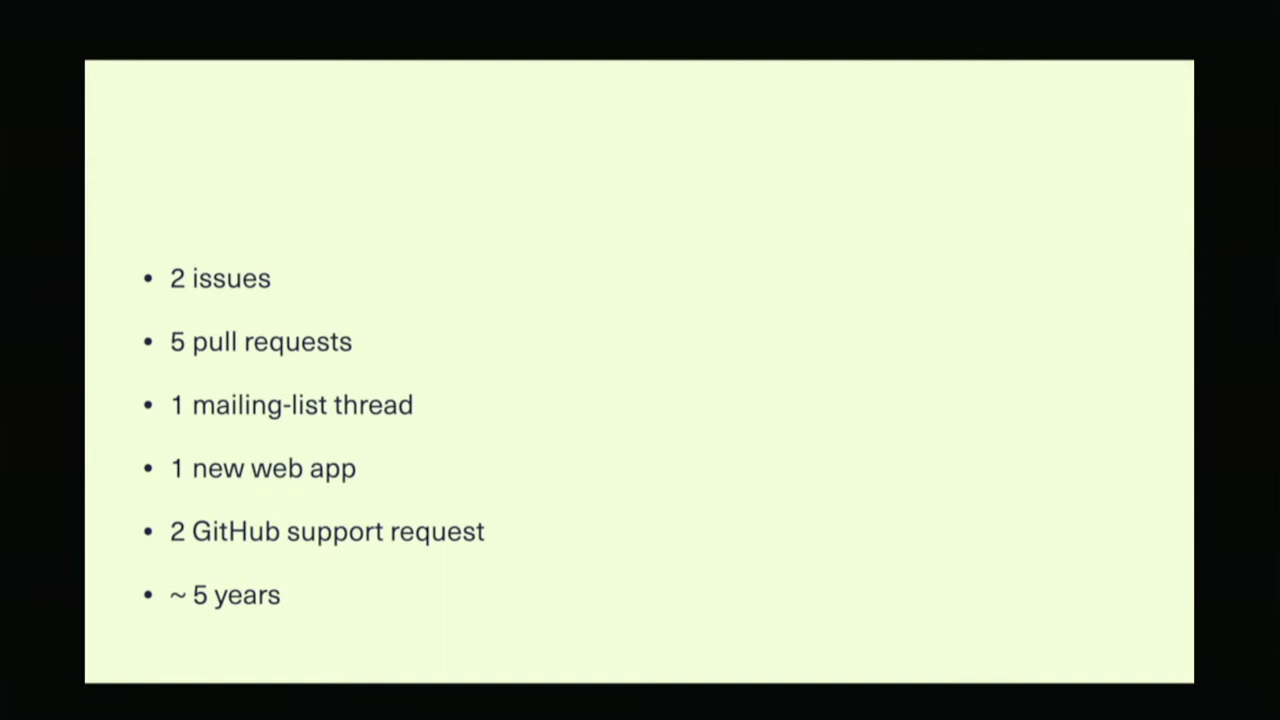 • 2 issues
• 5 pull requests
• 1 mailing-list thread
• 1 new web app
• 2 GitHub support request
• ~ 5 years